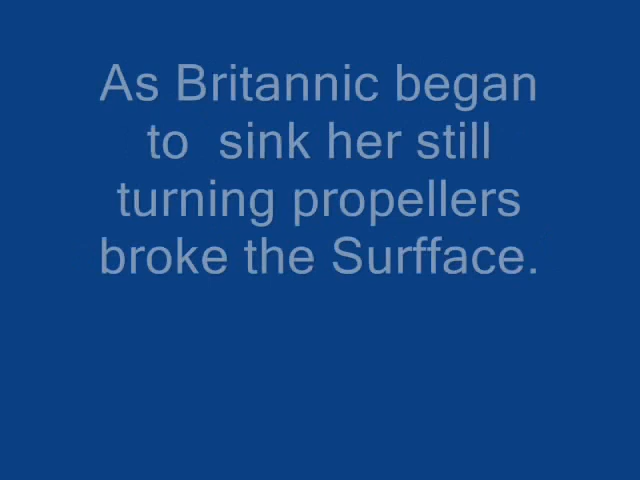 As Britannic began
to  sink her still
turning propellers
broke the Surfface.